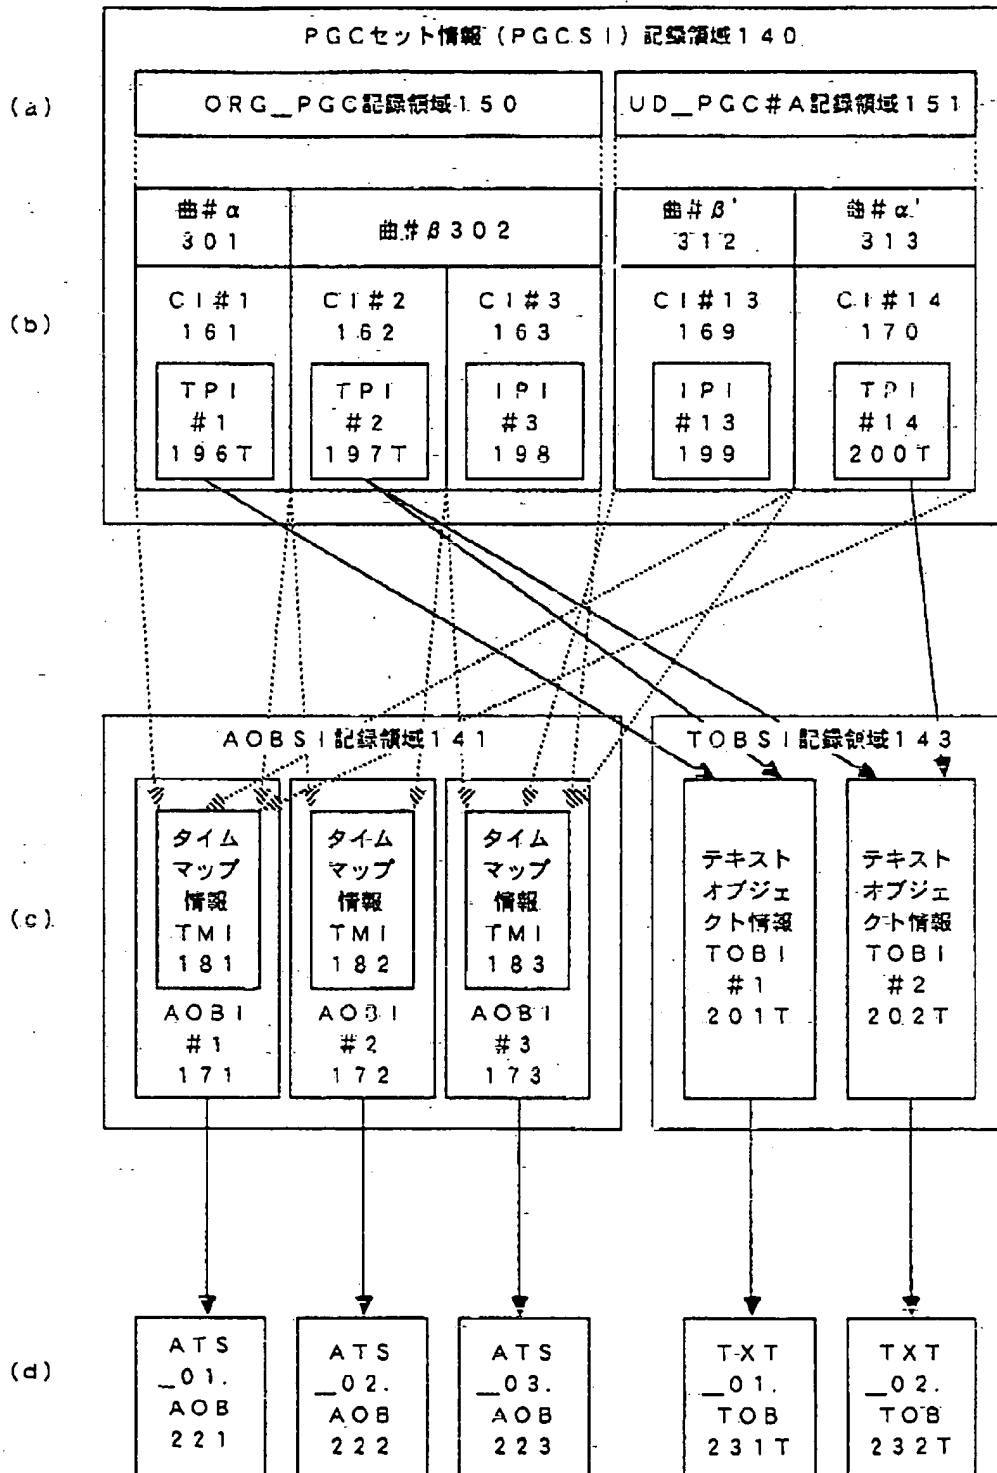 PGCセット情報(PGCSI)記録領域140
(a)
ORG_PGC記録領域150
UD_PGC#A記録領域151
(b)
曲#α
301
曲#β302
曲#β'
312
曲#α'
313
CI#1
161
CI#2
162
CI#3
163
CI#13
169
CI#14
170
TPI
#1
196T
TPI
#2
197T
IPI
#3
198
IPI
#13
199
TPI
#14
200T
AOBSI記録領域141
TOBSI記録領域143
(c)
タイム
マップ
情報
TMI
181
AOBI
#1
171
タイム
マップ
情報
TMI
182
AOBI
#2
172
タイム
マップ
情報
TMI
183
AOBI
#3
173
テキスト
オブジェ
クト情報
TOBI
#1
201T
テキスト
オブジェ
クト情報
TOBI
#2
202T
(d)
ATS
_01.
AOB
221
ATS
_02.
AOB
222
ATS
_03.
AOB
223
TXT
_01.
TOB
231T
TXT
_02.
TOB
232T